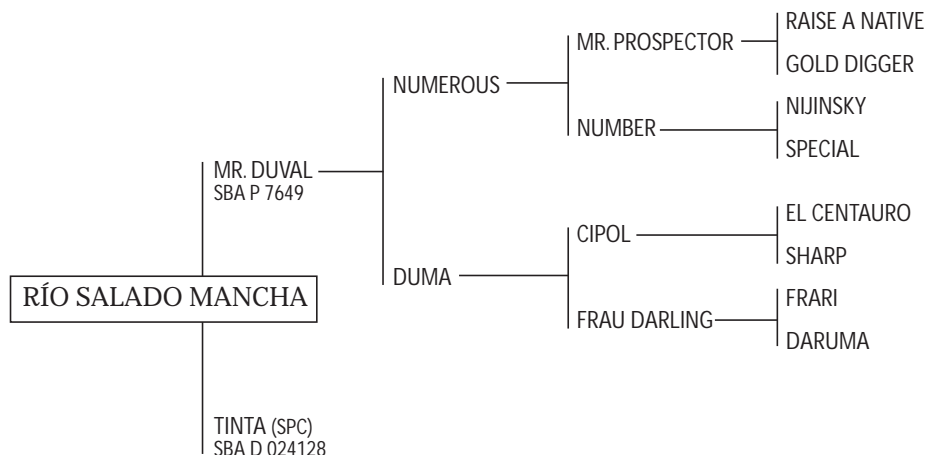 RAISE A NATIVE
MR. PROSPECTOR
GOLD DIGGER
NUMEROUS
NIJINSKY
NUMBER
SPECIAL
MR. DUVAL
SBA P 7649
EL CENTAURO
CIPOL
SHARP
DUMA
RÍO SALADO MANCHA
FRARI
FRAU DARLING
DARUMA
TINTA (SPC)
SBA D 024128